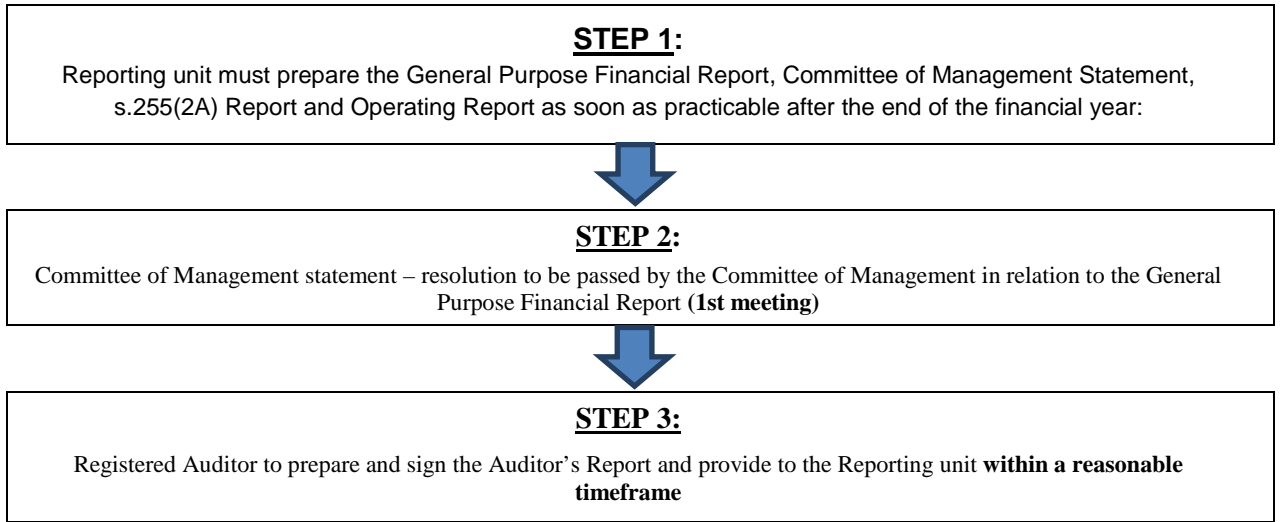 STEP 1:
Reporting unit must prepare the General Purpose Financial Report, Committee of Management Statement,
s.255(2A) Report and Operating Report as soon as practicable after the end of the financial year:
STEP 2:
Committee of Management statement – resolution to be passed by the Committee of Management in relation to the General
Purpose Financial Report (1st meeting)
STEP 3:
Registered Auditor to prepare and sign the Auditor’s Report and provide to the Reporting unit within a reasonable
timeframe